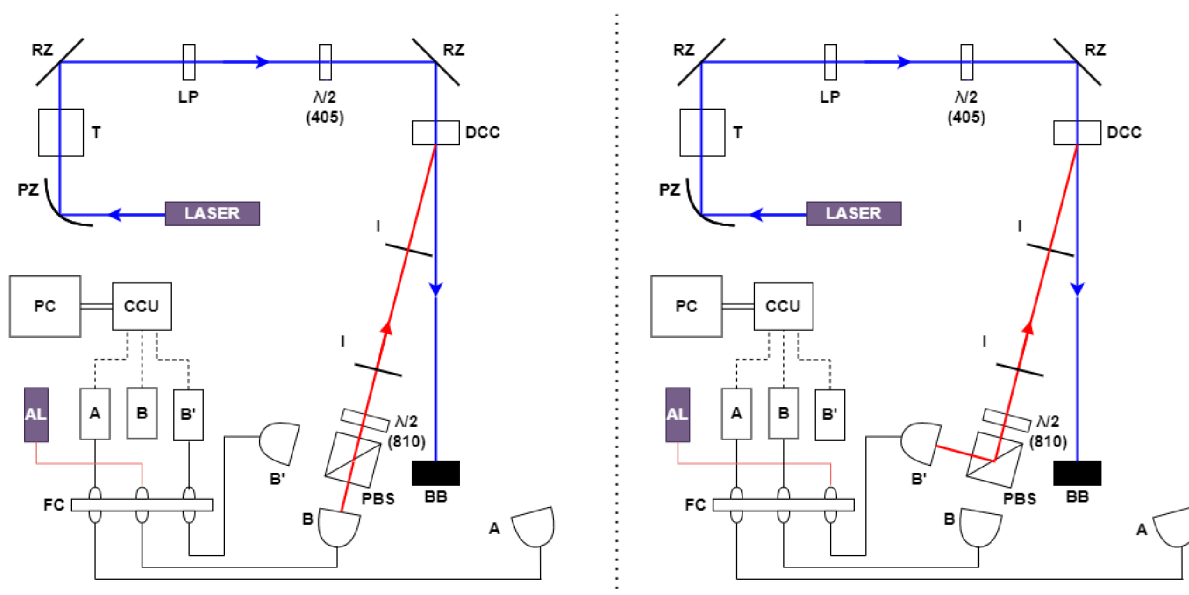 RZ
RZ
LP
λ/2
(405)
T
DCC
PZ
LASER
I
PC
CCU
I
AL
A
B
B'
λ/2
(810)
B'
PBS
BB
FC
B
A
RZ
RZ
LP
λ/2
(405)
T
DCC
PZ
LASER
I
PC
CCU
I
AL
A
B
B'
λ/2
(810)
B'
PBS
BB
FC
B
A